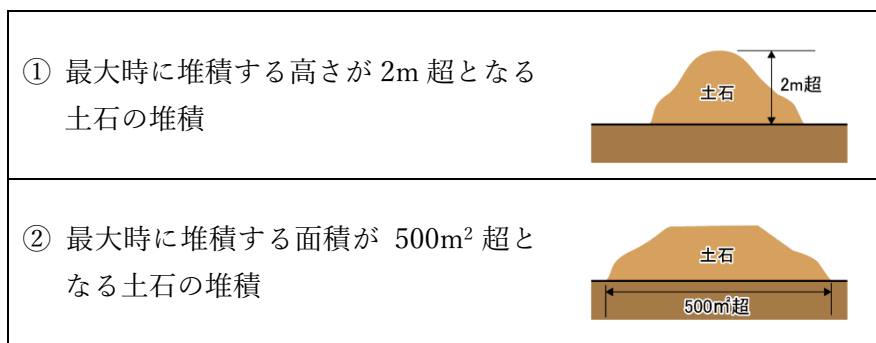 ① 最大時に堆積する高さが 2m 超となる
土石の堆積
土石
2m超
② 最大時に堆積する面積が 500m² 超と
なる土石の堆積
土石
500㎡超